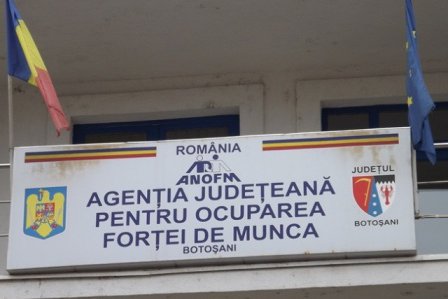 ROMÂNIA
ANOFM
AGENȚIA JUDEȚEANĂ
PENTRU OCUPAREA
FORȚEI DE MUNCA
BOTOȘANI
JUDEȚUL
BOTOȘANI